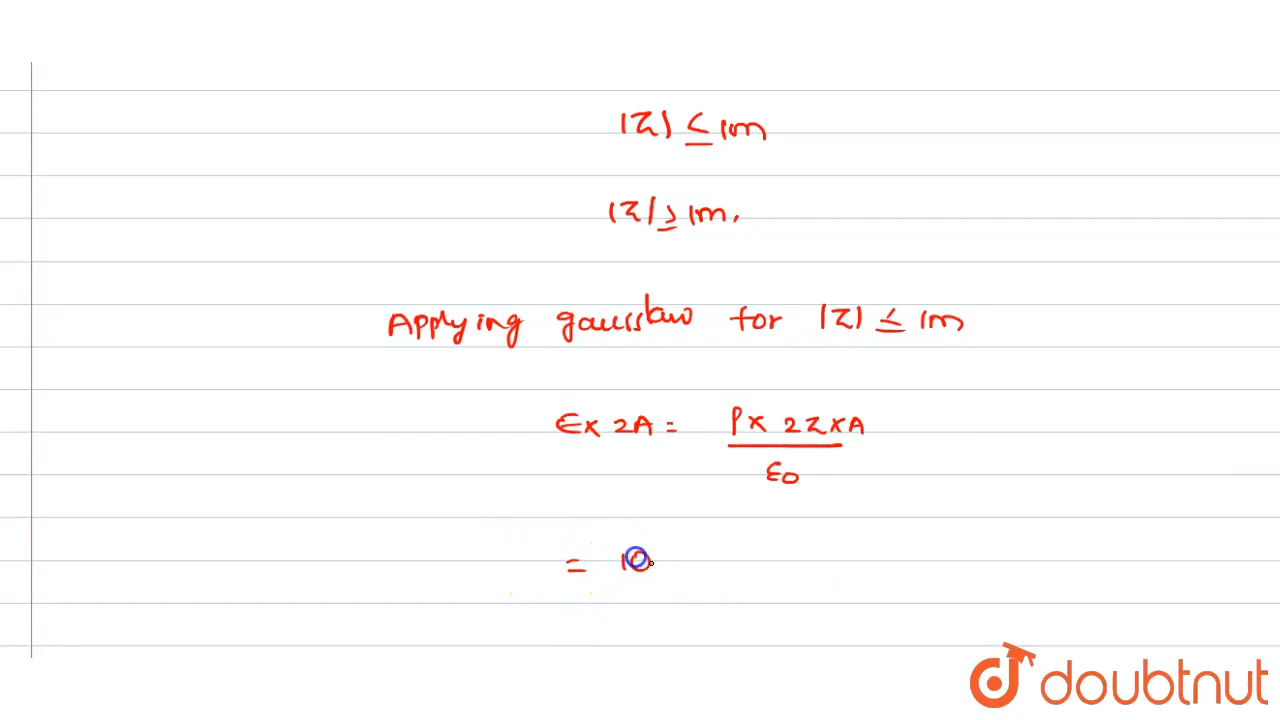 |z| ≤ 1m
|z| ≥ 1m.
Applying gauss law for |z| ≤ 1m
E x 2A = ρ x 2z x A
ε0
= 10
doubtnut